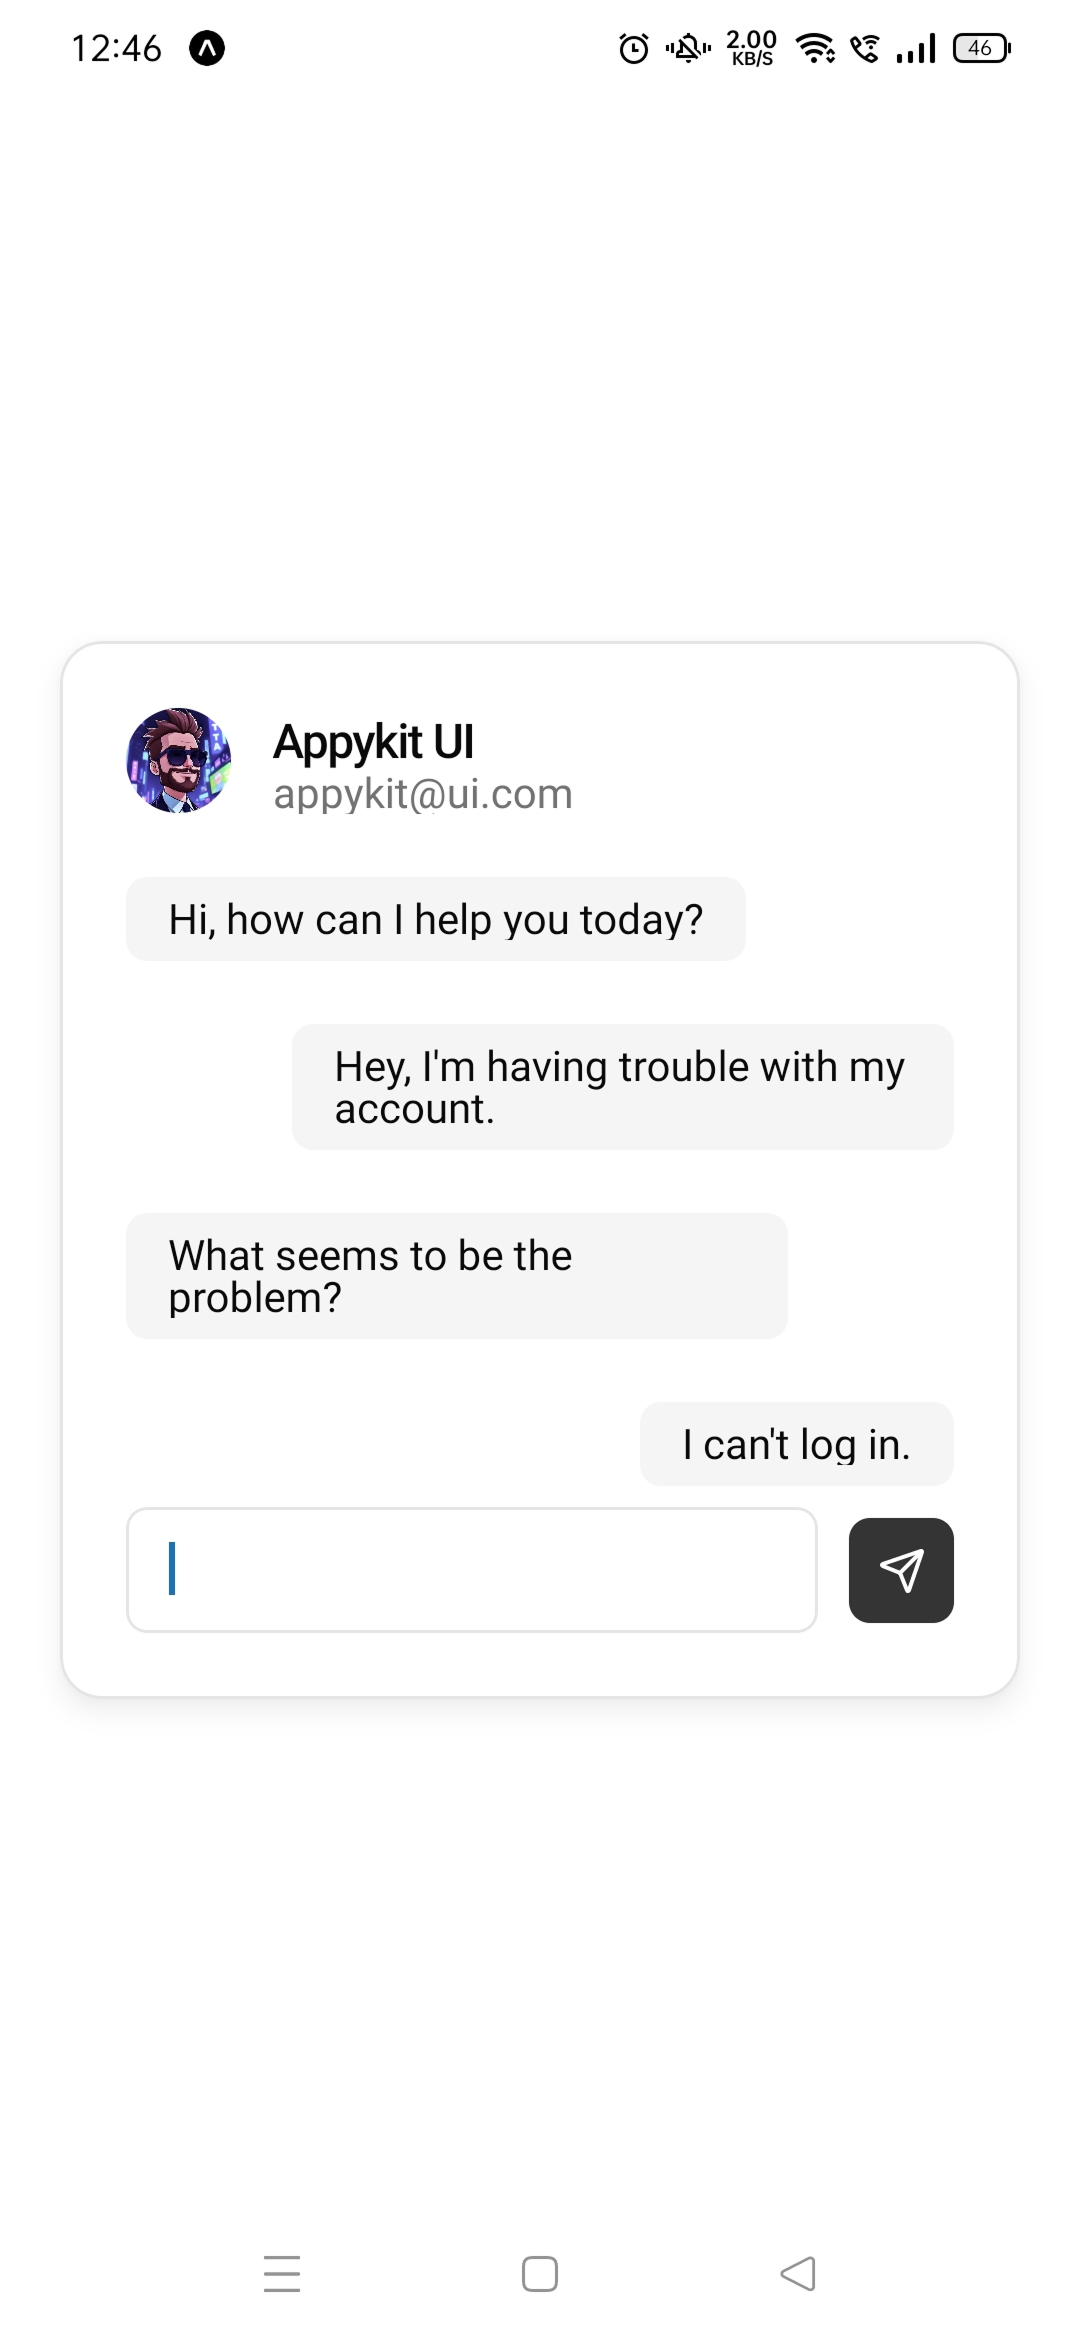 12:46
2.00
KB/S
46
Appykit UI
appykit@ui.com
Hi, how can I help you today?
Hey, I'm having trouble with my
account.
What seems to be the
problem?
I can't log in.